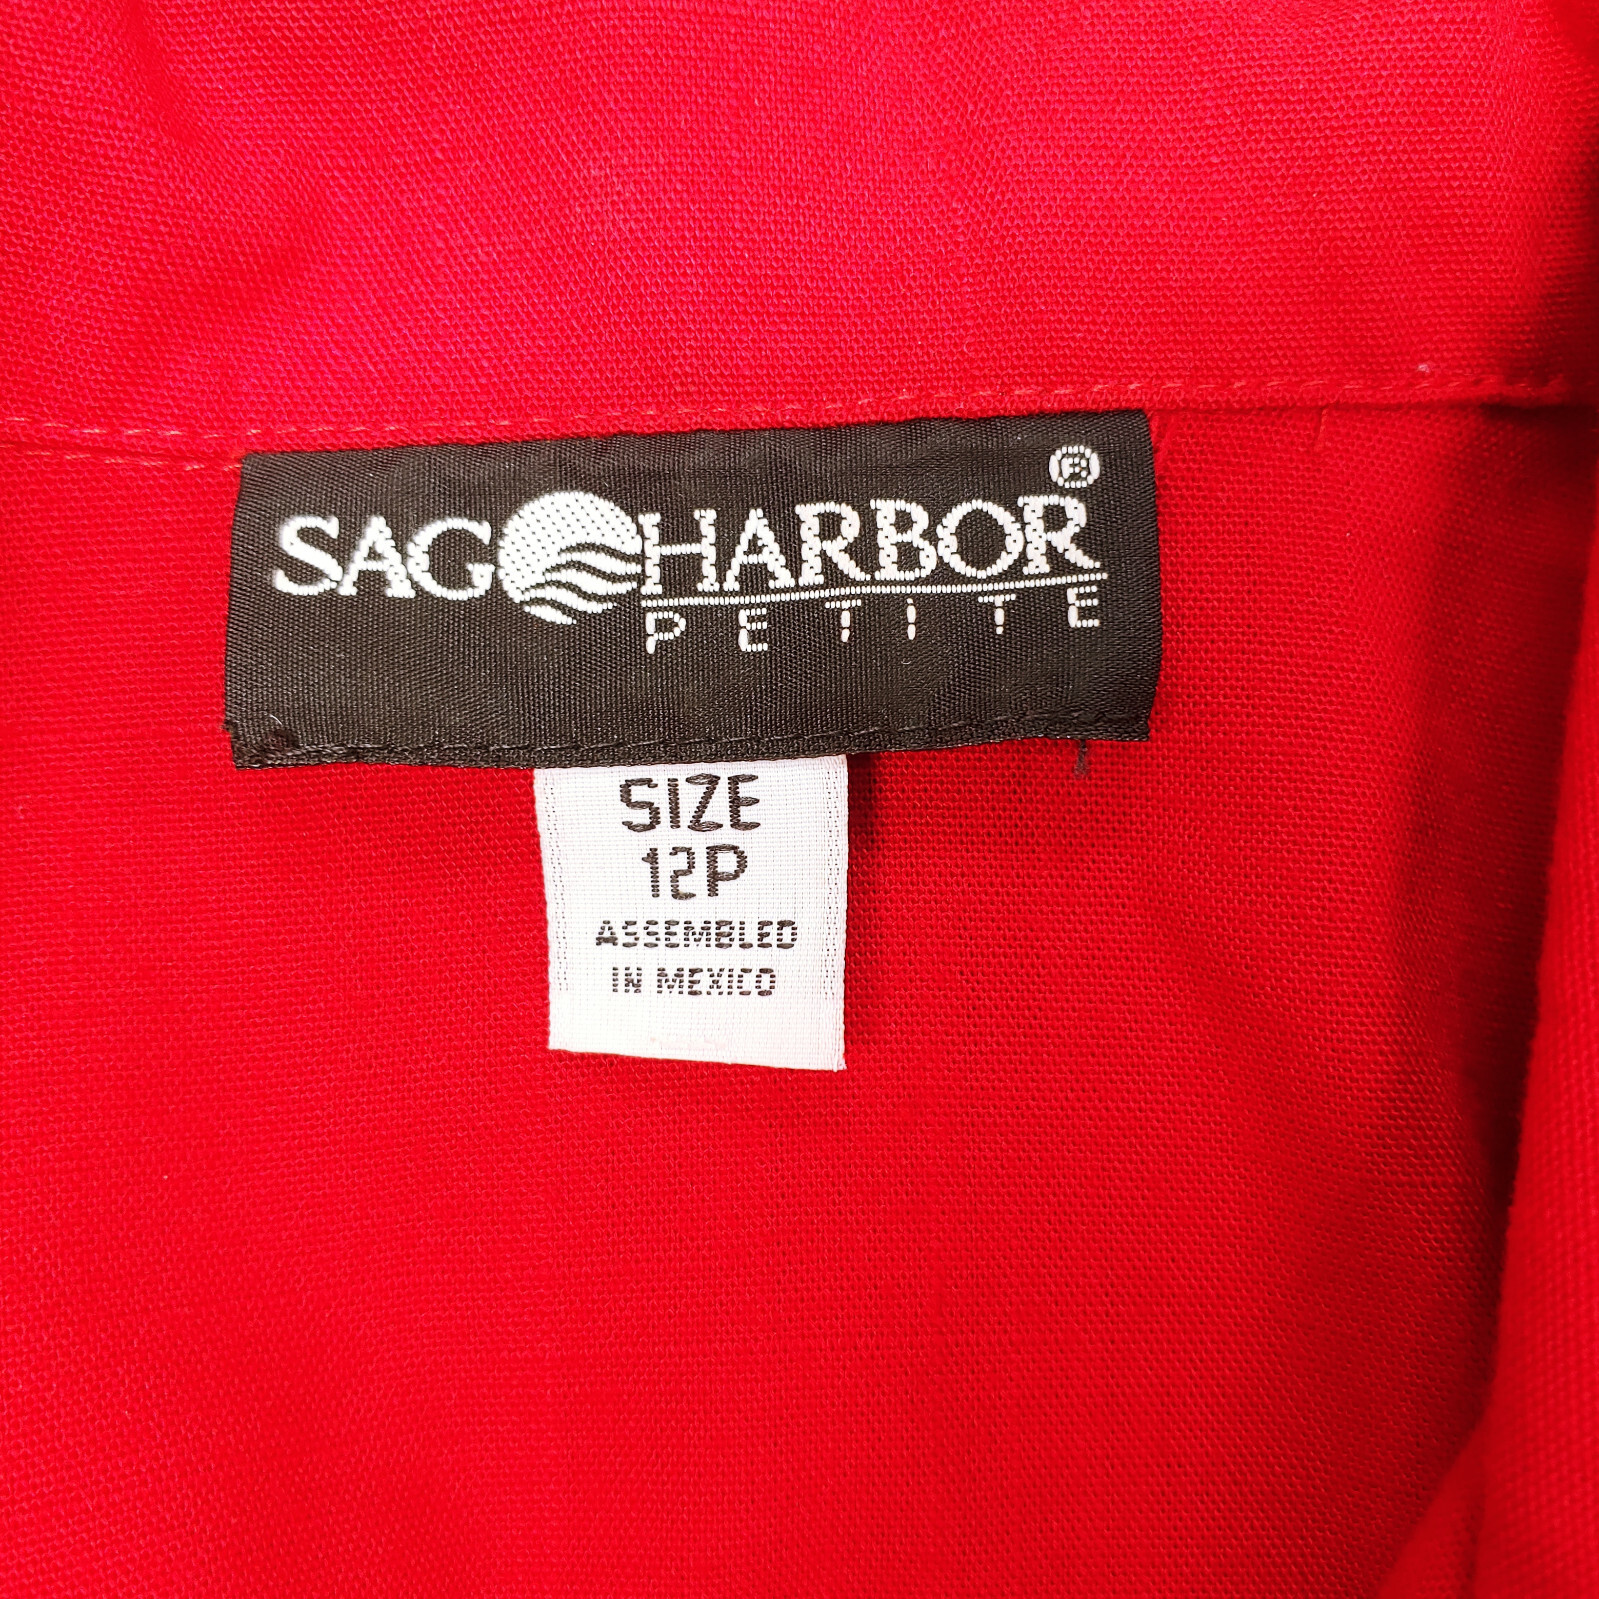 SAG HARBOR®
PETITE
SIZE
12P
ASSEMBLED
IN MEXICO